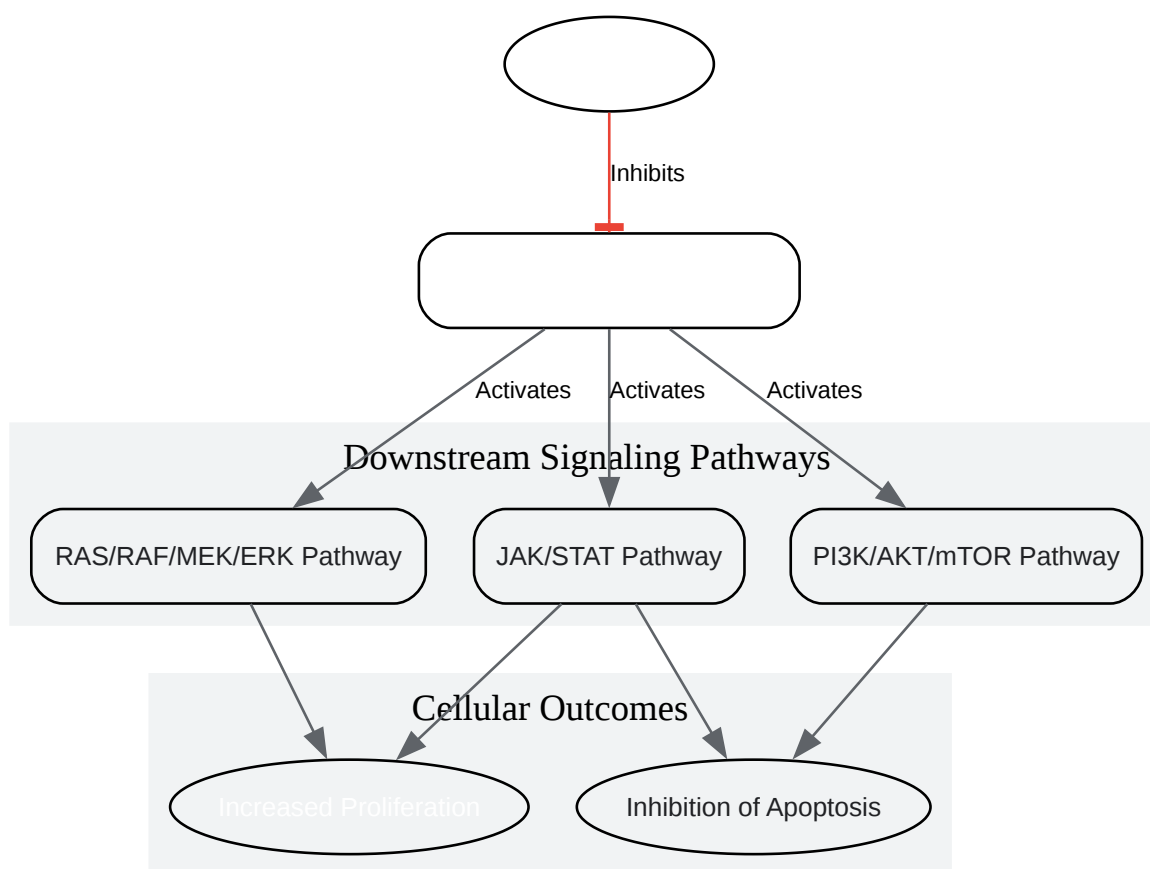 Inhibits
Activates Activates Activates
Downstream Signaling Pathways
RAS/RAF/MEK/ERK Pathway JAK/STAT Pathway PI3K/AKT/mTOR Pathway
Cellular Outcomes
Increased Proliferation Inhibition of Apoptosis